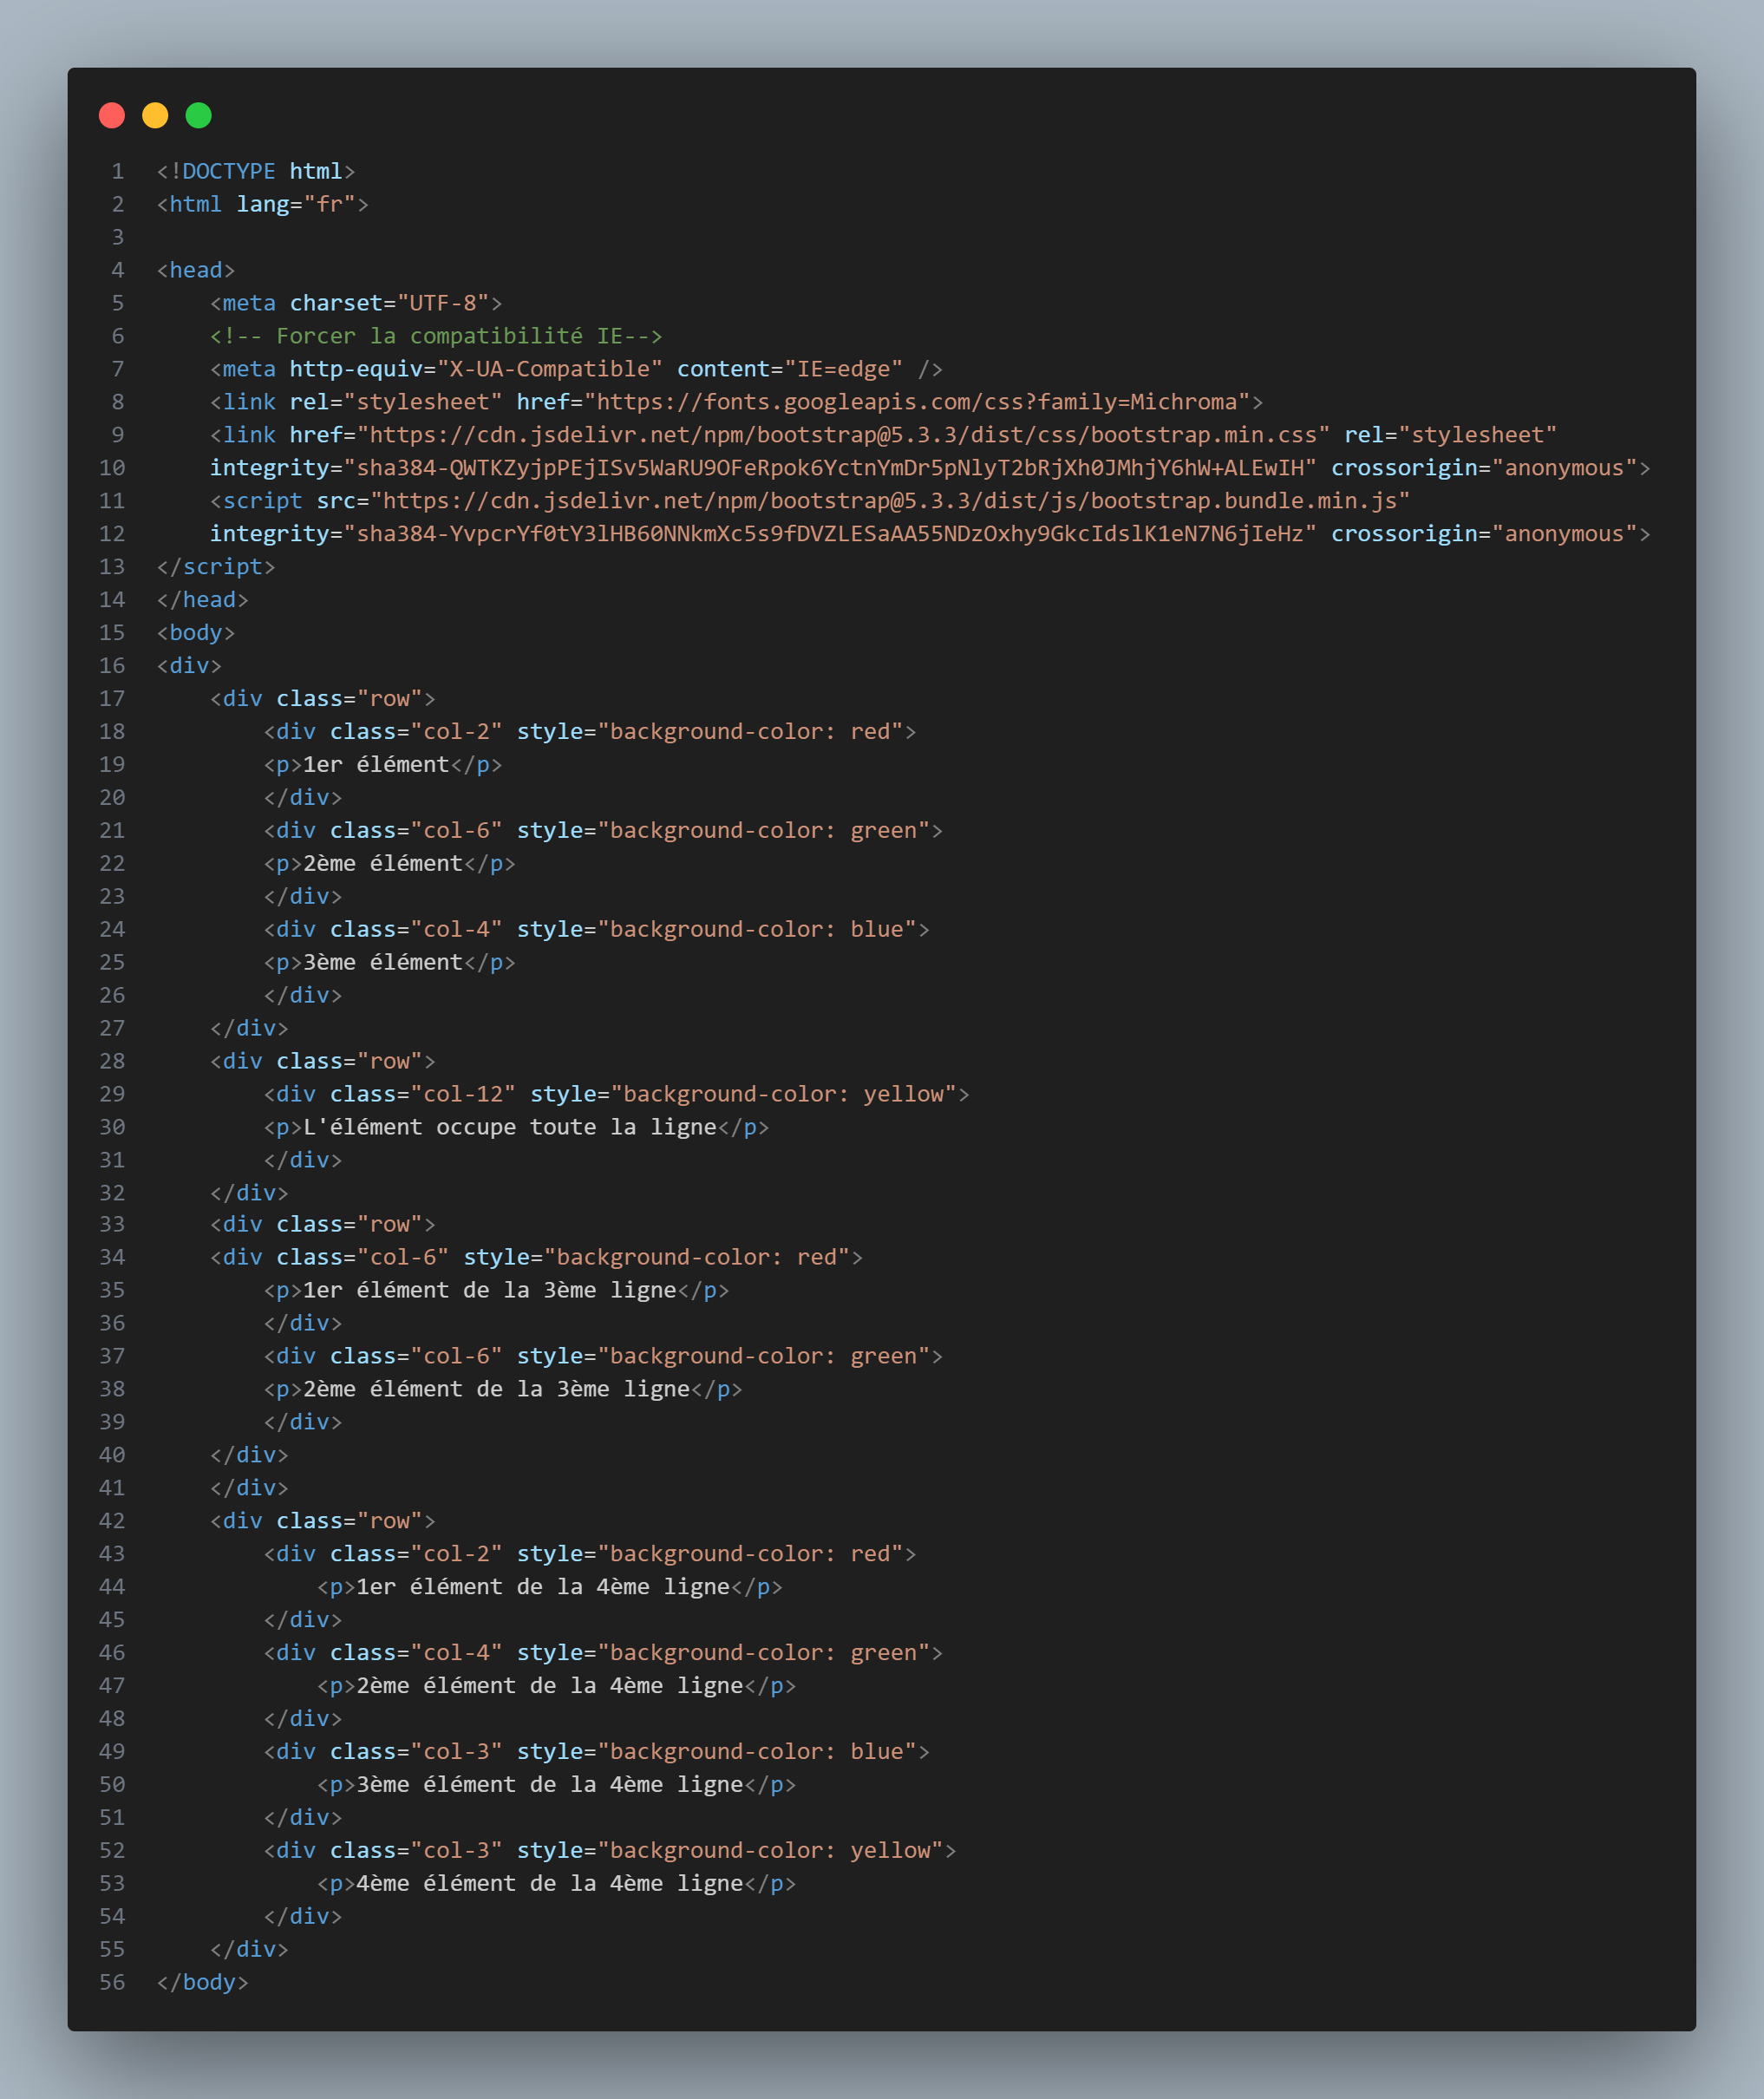 1 <!DOCTYPE html>
2 <html lang="fr">
3
4 <head>
5     <meta charset="UTF-8">
6     <!-- Forcer la compatibilité IE-->
7     <meta http-equiv="X-UA-Compatible" content="IE=edge" />
8     <link rel="stylesheet" href="https://fonts.googleapis.com/css?family=Michroma">
9     <link href="https://cdn.jsdelivr.net/npm/bootstrap@5.3.3/dist/css/bootstrap.min.css" rel="stylesheet"
10     integrity="sha384-QWTKZyjpPEjISv5WaRU9OFeRpok6YctnYmDr5pNlyT2bRjXh0JMhjY6hW+ALEwIH" crossorigin="anonymous">
11     <script src="https://cdn.jsdelivr.net/npm/bootstrap@5.3.3/dist/js/bootstrap.bundle.min.js"
12     integrity="sha384-YvpcrYf0tY3lHB60NNkmXc5s9fDVZLESaAA55NDzOxhy9GkcIdslK1eN7N6jIeHz" crossorigin="anonymous">
13 </script>
14 </head>
15 <body>
16 <div>
17     <div class="row">
18         <div class="col-2" style="background-color: red">
19         <p>1er élément</p>
20         </div>
21         <div class="col-6" style="background-color: green">
22         <p>2ème élément</p>
23         </div>
24         <div class="col-4" style="background-color: blue">
25         <p>3ème élément</p>
26         </div>
27     </div>
28     <div class="row">
29         <div class="col-12" style="background-color: yellow">
30         <p>L'élément occupe toute la ligne</p>
31         </div>
32     </div>
33     <div class="row">
34     <div class="col-6" style="background-color: red">
35         <p>1er élément de la 3ème ligne</p>
36         </div>
37         <div class="col-6" style="background-color: green">
38         <p>2ème élément de la 3ème ligne</p>
39         </div>
40     </div>
41     </div>
42     <div class="row">
43         <div class="col-2" style="background-color: red">
44             <p>1er élément de la 4ème ligne</p>
45         </div>
46         <div class="col-4" style="background-color: green">
47             <p>2ème élément de la 4ème ligne</p>
48         </div>
49         <div class="col-3" style="background-color: blue">
50             <p>3ème élément de la 4ème ligne</p>
51         </div>
52         <div class="col-3" style="background-color: yellow">
53             <p>4ème élément de la 4ème ligne</p>
54         </div>
55     </div>
56 </body>